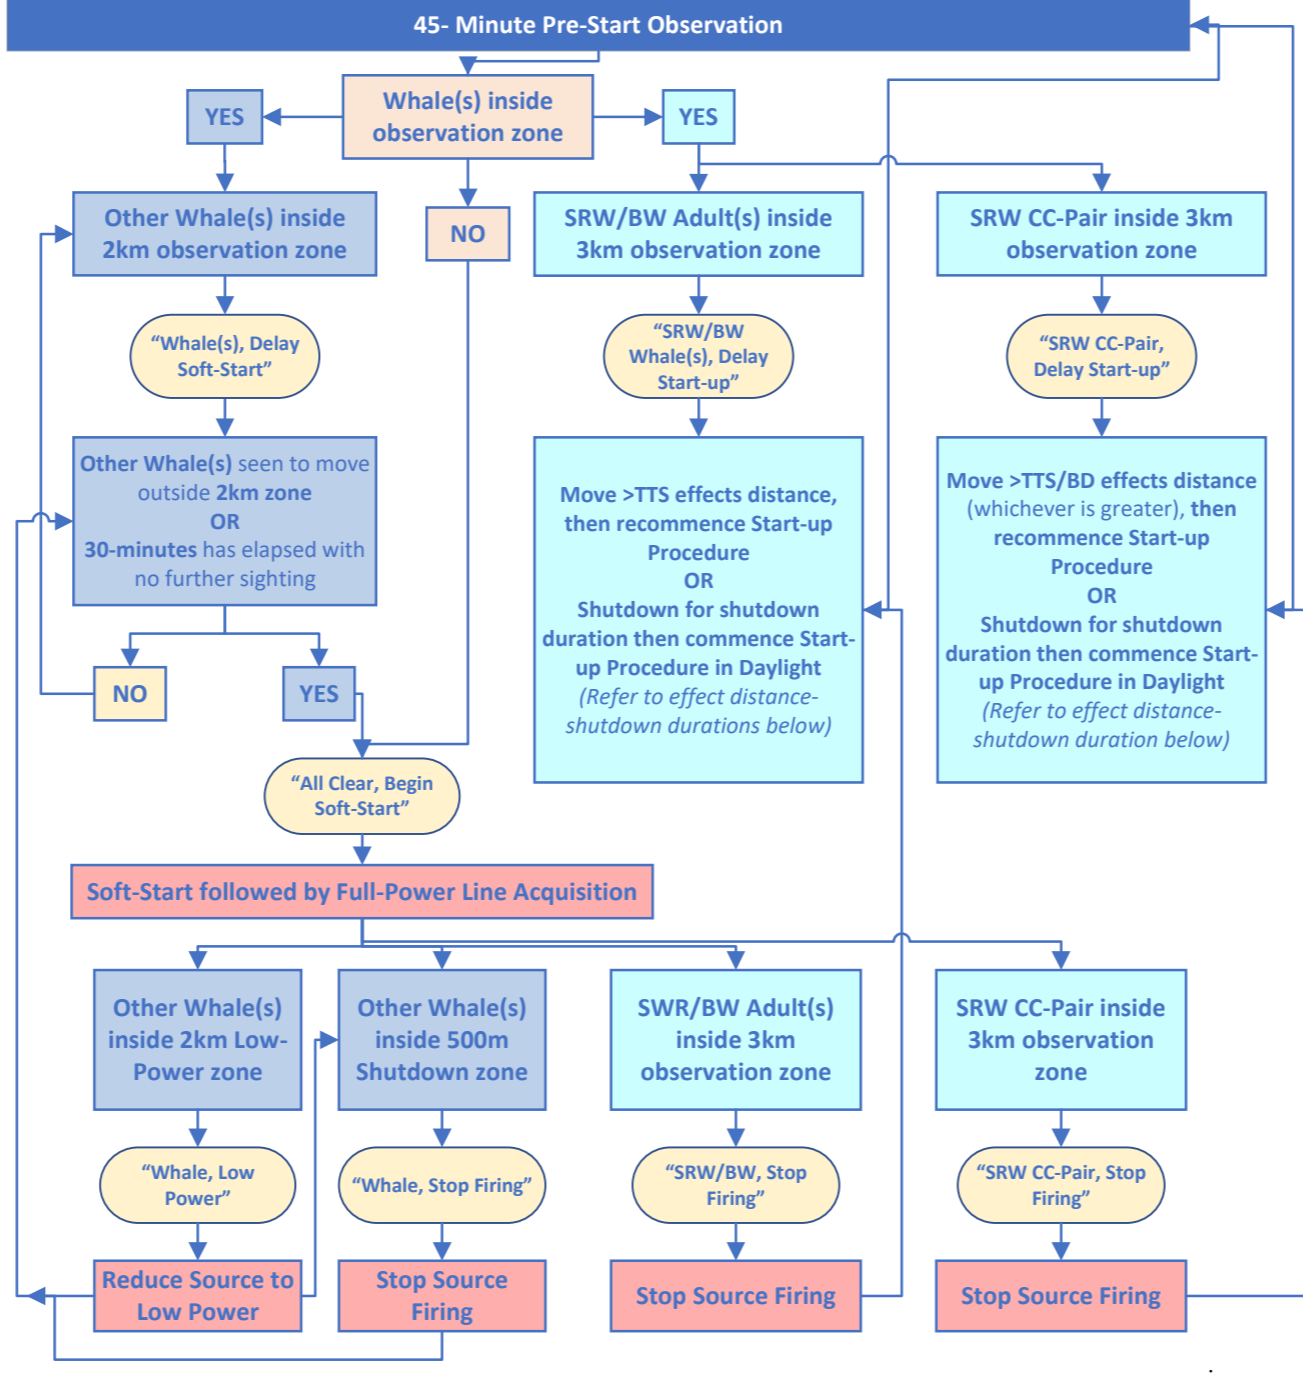 45- Minute Pre-Start Observation
Whale(s) inside
observation zone
YES
YES
NO
Other Whale(s) inside
2km observation zone
SRW/BW Adult(s) inside
3km observation zone
SRW CC-Pair inside 3km
observation zone
“Whale(s), Delay
Soft-Start”
“SRW/BW
Whale(s), Delay
Start-up”
“SRW CC-Pair,
Delay Start-up”
Other Whale(s) seen to move
outside 2km zone
OR
30-minutes has elapsed with
no further sighting
Move >TTS effects distance,
then recommence Start-up
Procedure
OR
Shutdown for shutdown
duration then commence Start-
up Procedure in Daylight
(Refer to effect distance-
shutdown durations below)
Move >TTS/BD effects distance
(whichever is greater), then
recommence Start-up
Procedure
OR
Shutdown for shutdown
duration then commence Start-
up Procedure in Daylight
(Refer to effect distance-
shutdown duration below)
NO
YES
“All Clear, Begin
Soft-Start”
Soft-Start followed by Full-Power Line Acquisition
Other Whale(s)
inside 2km Low-
Power zone
Other Whale(s)
inside 500m
Shutdown zone
SWR/BW Adult(s)
inside 3km
observation zone
SRW CC-Pair inside
3km observation
zone
“Whale, Low
Power”
“Whale, Stop Firing”
“SRW/BW, Stop
Firing”
“SRW CC-Pair, Stop
Firing”
Reduce Source to
Low Power
Stop Source
Firing
Stop Source Firing
Stop Source Firing